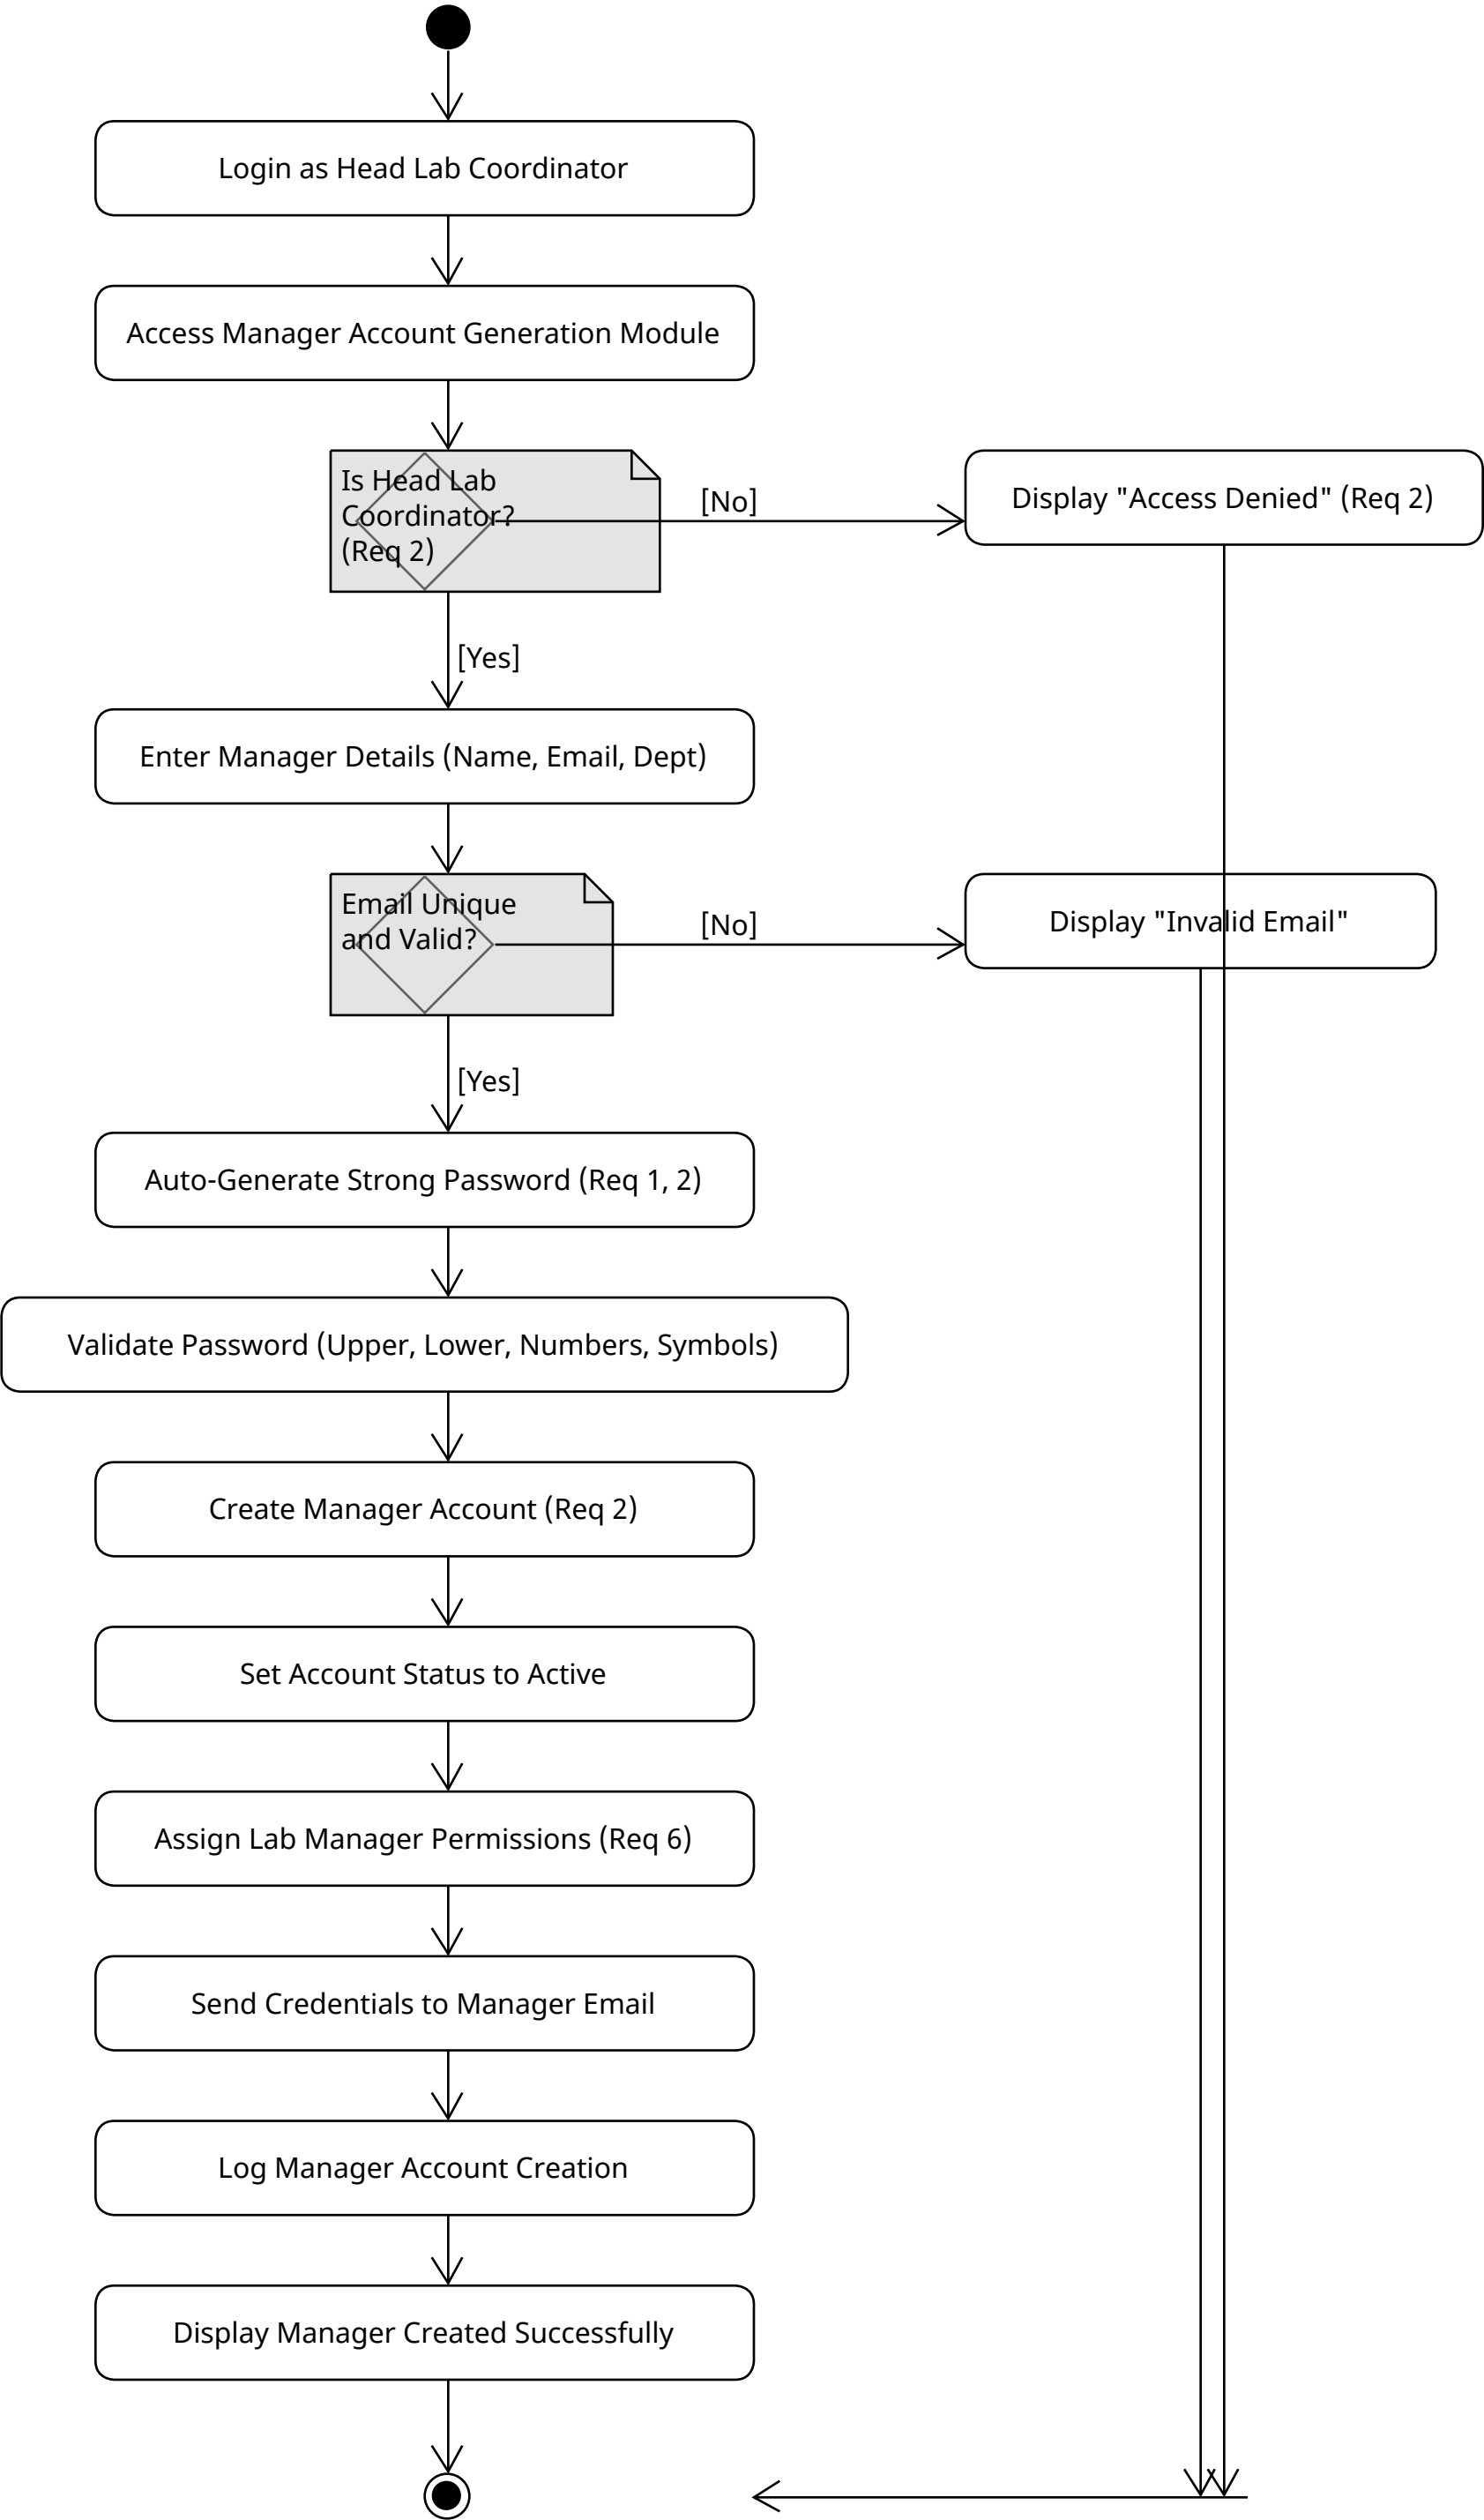 Login as Head Lab Coordinator
Access Manager Account Generation Module
Is Head Lab
Coordinator?
(Req 2)
[No]
Display "Access Denied" (Req 2)
[Yes]
Enter Manager Details (Name, Email, Dept)
Email Unique
and Valid?
[No]
Display "Invalid Email"
[Yes]
Auto-Generate Strong Password (Req 1, 2)
Validate Password (Upper, Lower, Numbers, Symbols)
Create Manager Account (Req 2)
Set Account Status to Active
Assign Lab Manager Permissions (Req 6)
Send Credentials to Manager Email
Log Manager Account Creation
Display Manager Created Successfully